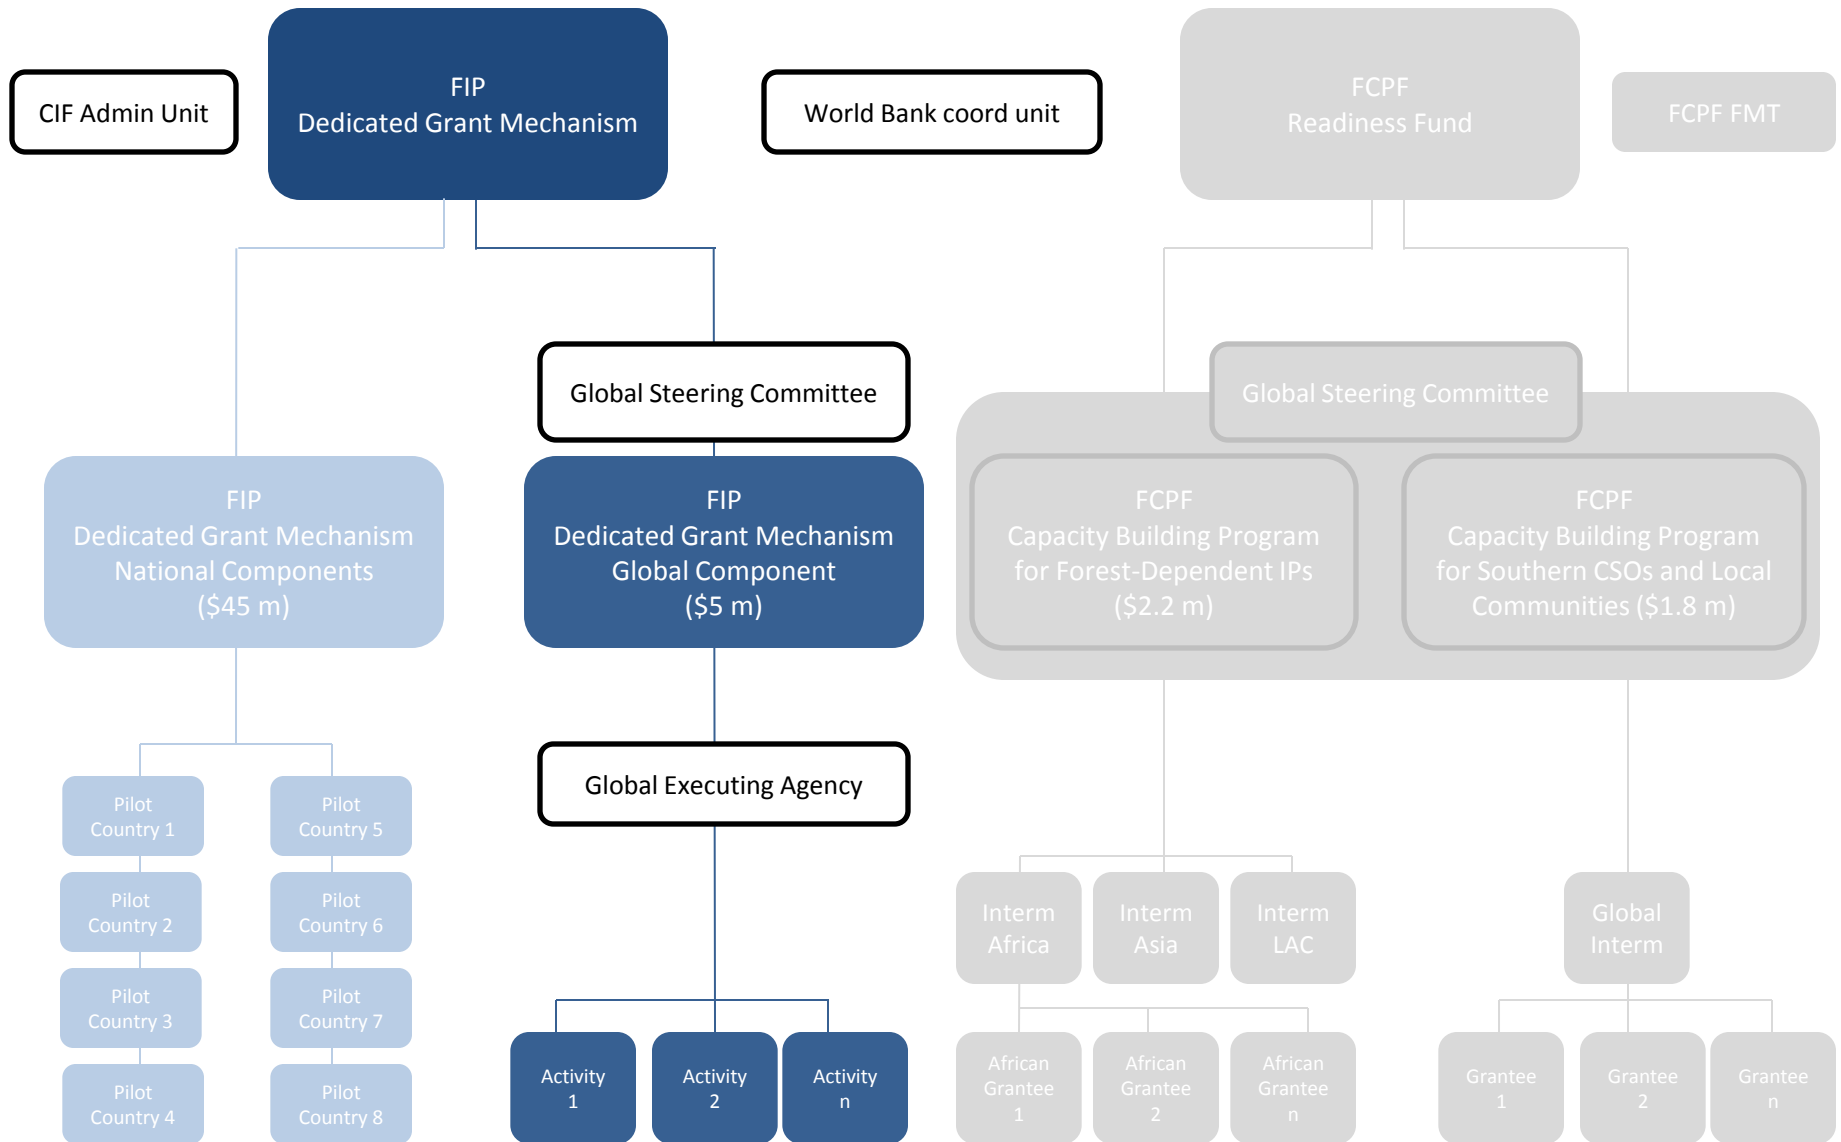 CIF Admin Unit
FIP
Dedicated Grant Mechanism
World Bank coord unit
FCPF
Readiness Fund
FCPF FMT
Global Steering Committee
Global Steering Committee
FIP
Dedicated Grant Mechanism
National Components
($45 m)
FIP
Dedicated Grant Mechanism
Global Component
($5 m)
FCPF
Capacity Building Program
for Forest-Dependent IPs
($2.2 m)
FCPF
Capacity Building Program
for Southern CSOs and Local
Communities ($1.8 m)
Global Executing Agency
Pilot
Country 1
Pilot
Country 5
Pilot
Country 2
Pilot
Country 6
Pilot
Country 3
Pilot
Country 7
Pilot
Country 4
Pilot
Country 8
Activity
1
Activity
2
Activity
n
Interm
Africa
Interm
Asia
Interm
LAC
Global
Interm
African
Grantee
1
African
Grantee
2
African
Grantee
n
Grantee
1
Grantee
2
Grantee
n